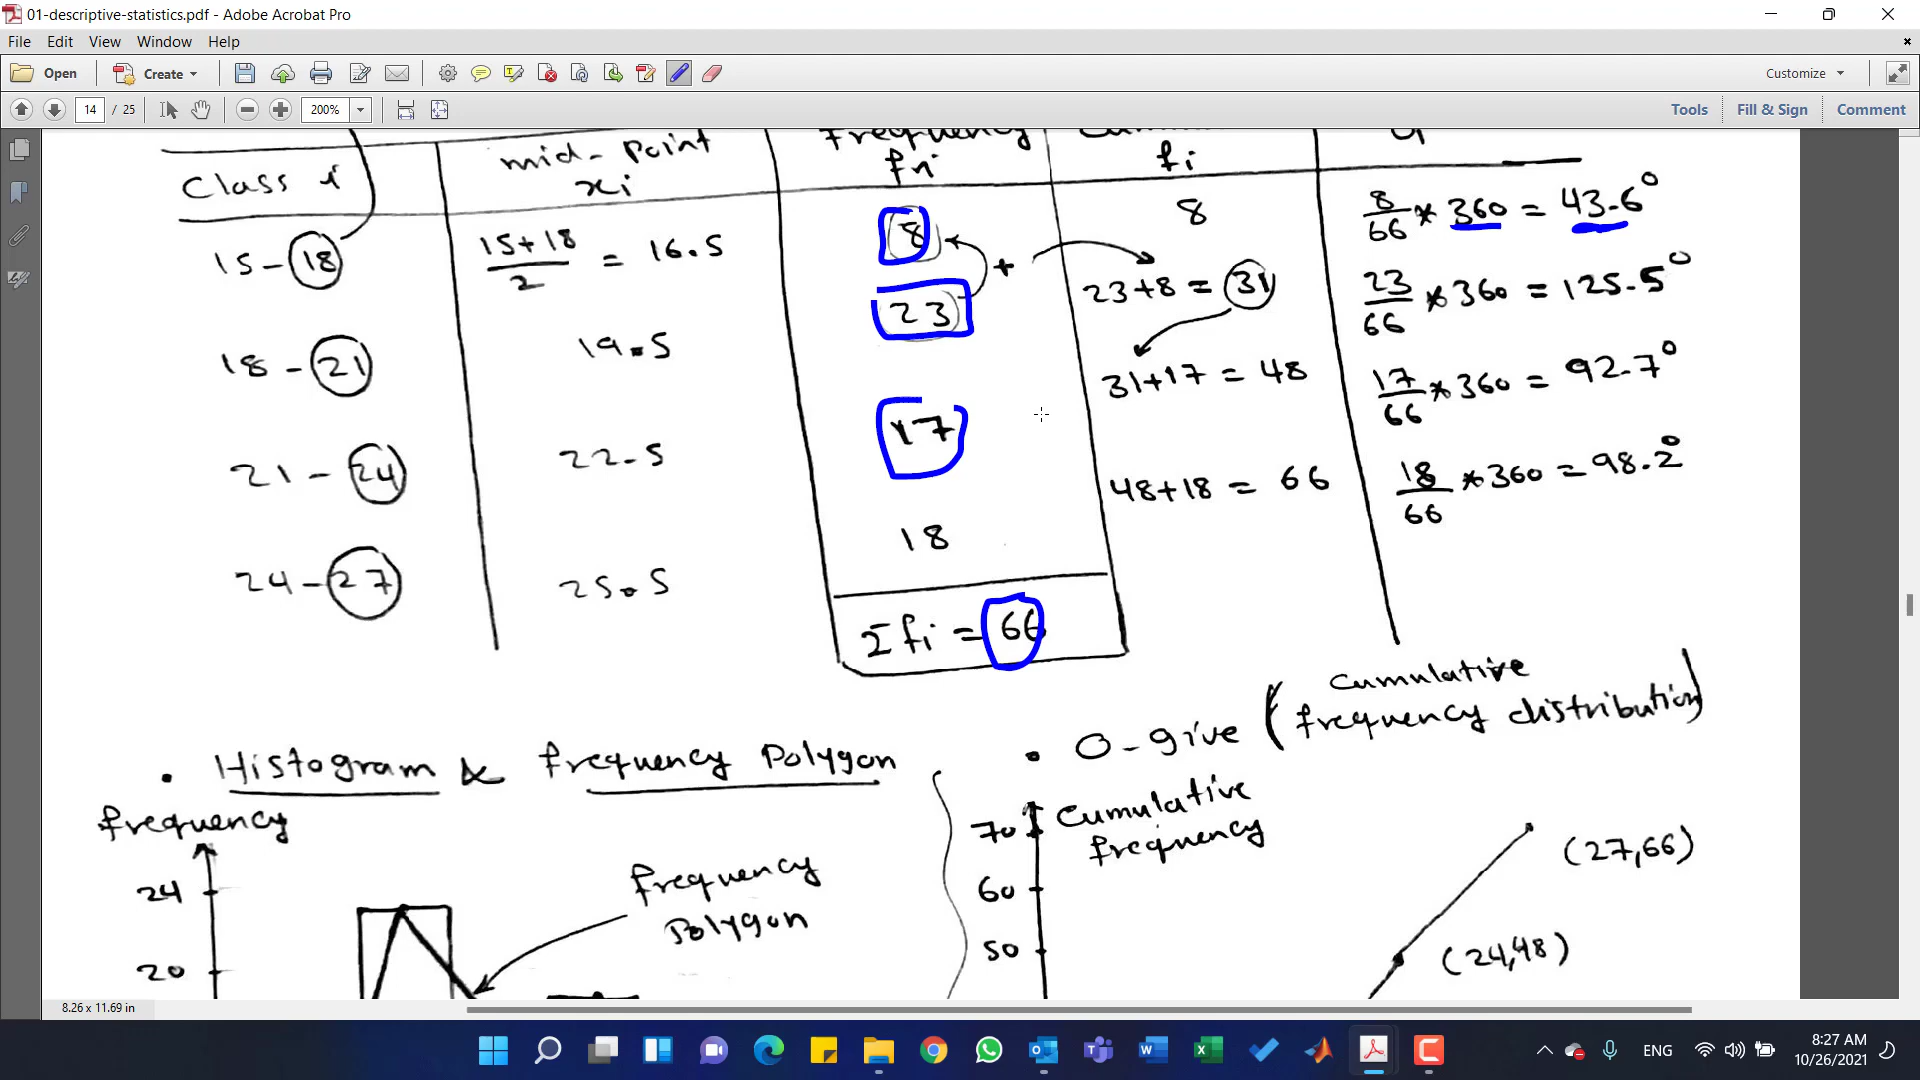 01-descriptive-statistics.pdf - Adobe Acrobat Pro
File Edit View Window Help
Open Create Customize
14 / 25 200% Tools Fill & Sign Comment
Class i
mid-Point
xi
frequency
fri
fi
15-18
15+18
2
= 16.5
8
8
8
66
* 360 = 43.6°
+
23
23+8 = 31
23
66
* 360 = 125.5°
18-21
19.5
17
31+17 = 48
17
66
* 360 = 92.7°
21-24
22.5
48+18 = 66
18
66
* 360 = 98.2°
24-27
25.5
18
Σfi = 66
• Histogram & frequency Polygon
frequency
24
20
frequency
Polygon
• O-give (Cumulative
frequency distribution)
Cumulative
frequency
70
60
50
(27,66)
(24,48)
8.26 x 11.69 in
ENG
8:27 AM
10/26/2021